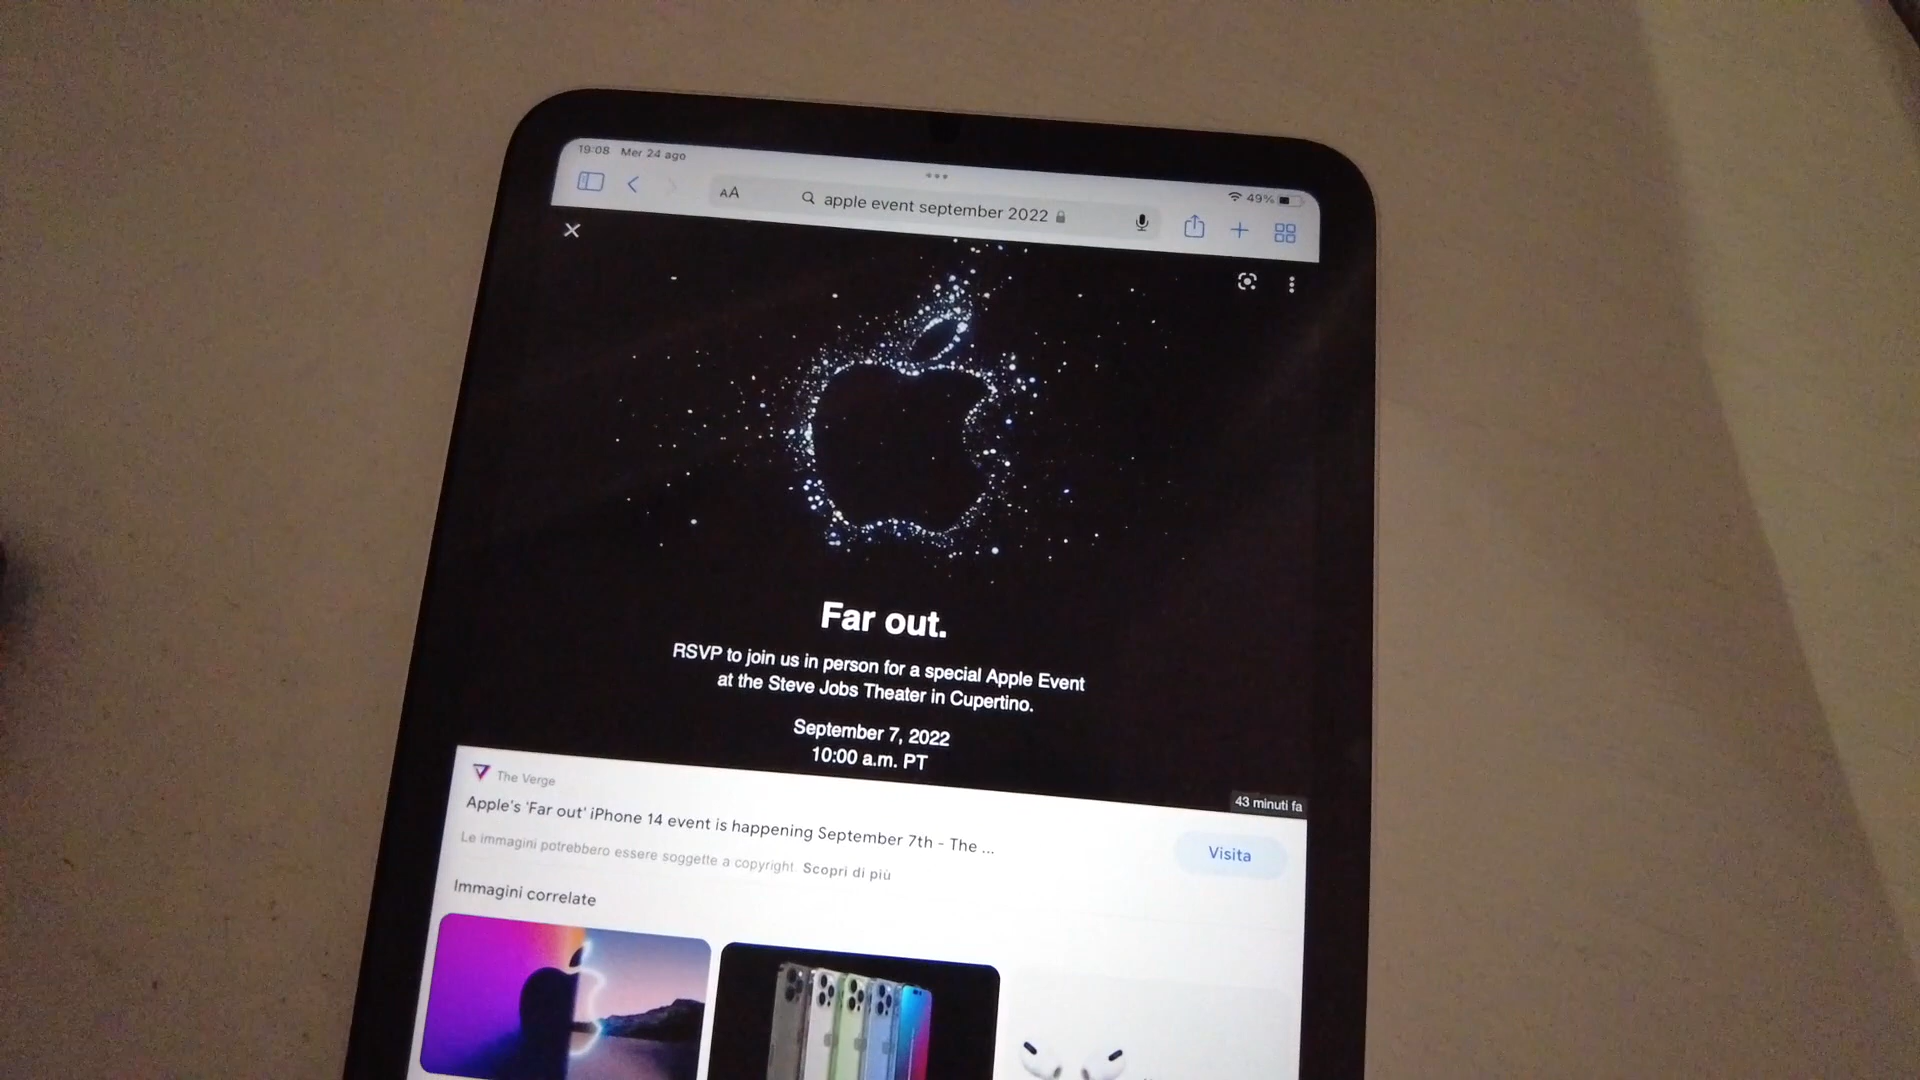 19:08 Mer 24 ago
49%
AA apple event september 2022
Far out.
RSVP to join us in person for a special Apple Event
at the Steve Jobs Theater in Cupertino.
September 7, 2022
10:00 a.m. PT
43 minuti fa
The Verge
Apple's 'Far out' iPhone 14 event is happening September 7th - The ...
Visita
Le immagini potrebbero essere soggette a copyright. Scopri di più
Immagini correlate